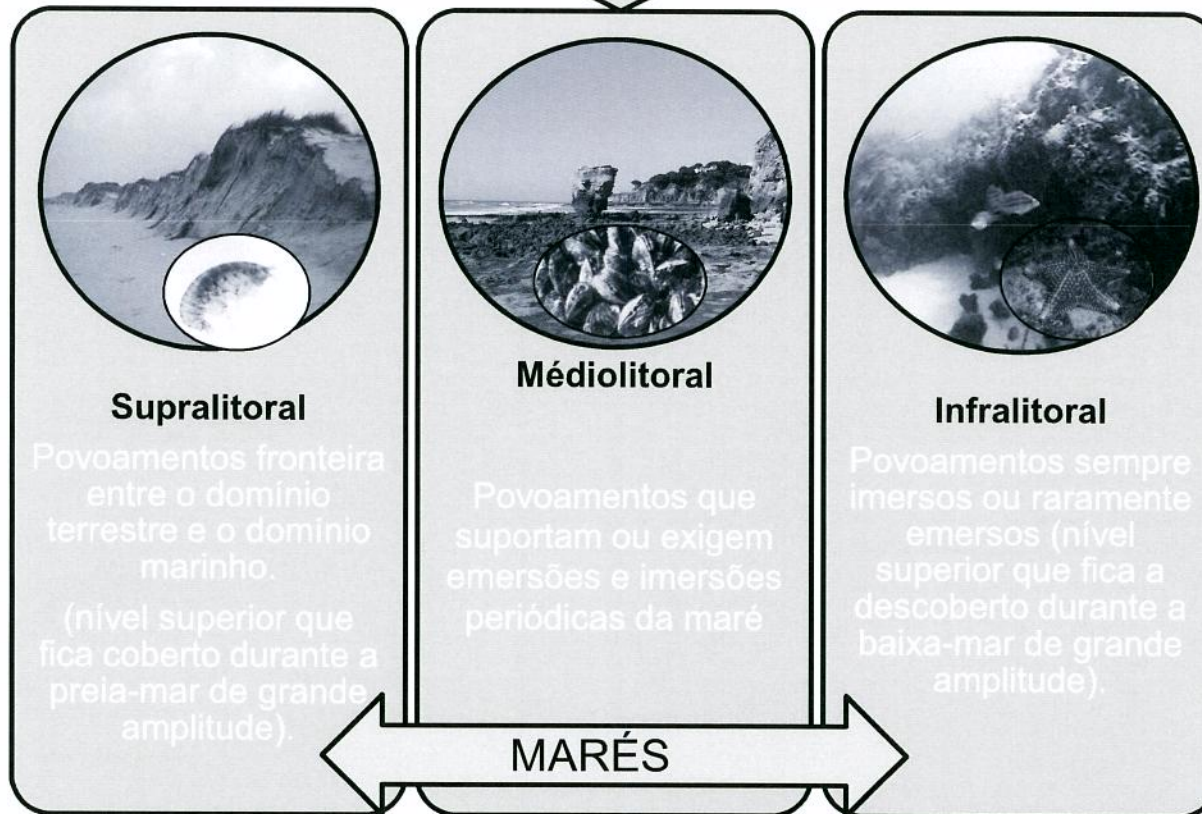 Supralitoral
Povoamentos fronteira
entre o domínio
terrestre e o domínio
marinho.
(nível superior que
fica coberto durante a
preia-mar de grande
amplitude).
Médiolitoral
Povoamentos que
suportam ou exigem
emersões e imersões
periódicas da maré
Infralitoral
Povoamentos sempre
imersos ou raramente
emersos (nível
superior que fica a
descoberto durante a
baixa-mar de grande
amplitude).
MARÉS